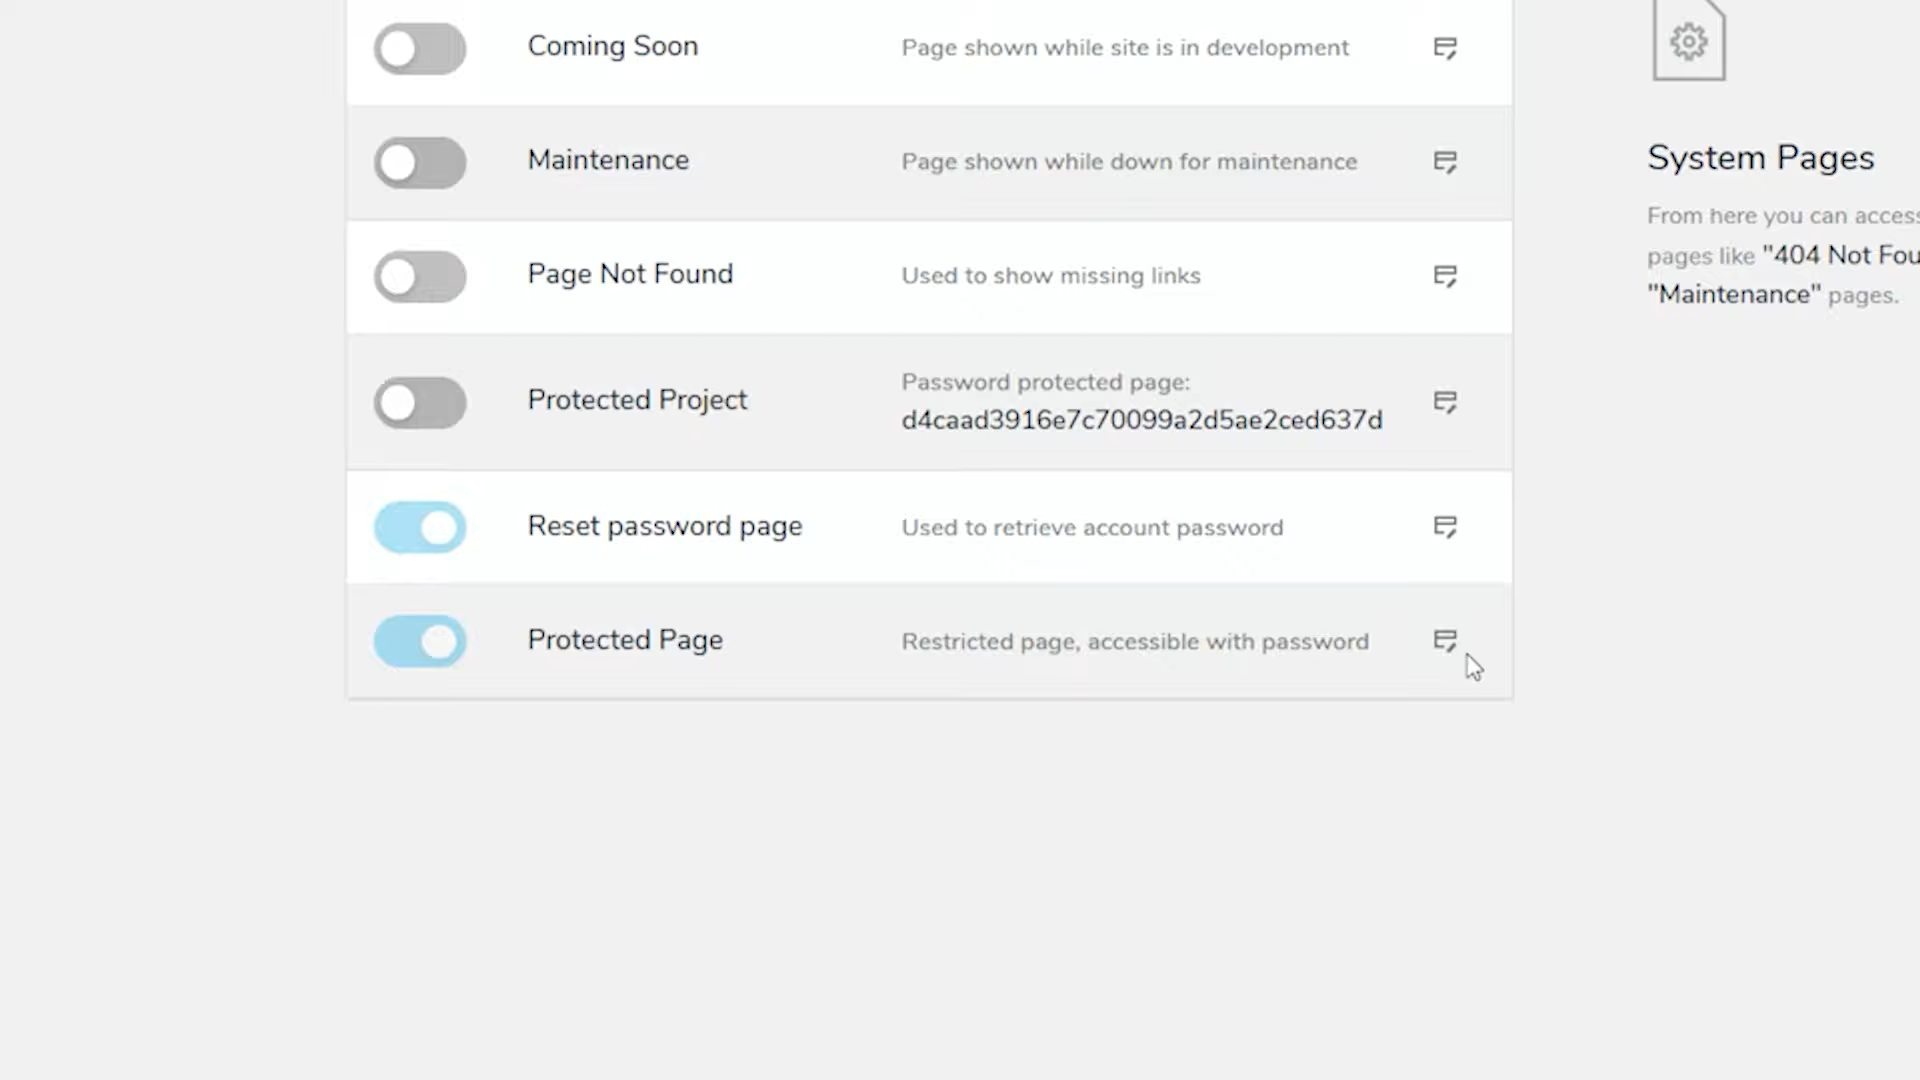 Coming Soon
Page shown while site is in development
Maintenance
Page shown while down for maintenance
Page Not Found
Used to show missing links
Protected Project
Password protected page:
d4caad3916e7c70099a2d5ae2ced637d
Reset password page
Used to retrieve account password
Protected Page
Restricted page, accessible with password
System Pages
From here you can access
pages like "404 Not Fou
"Maintenance" pages.